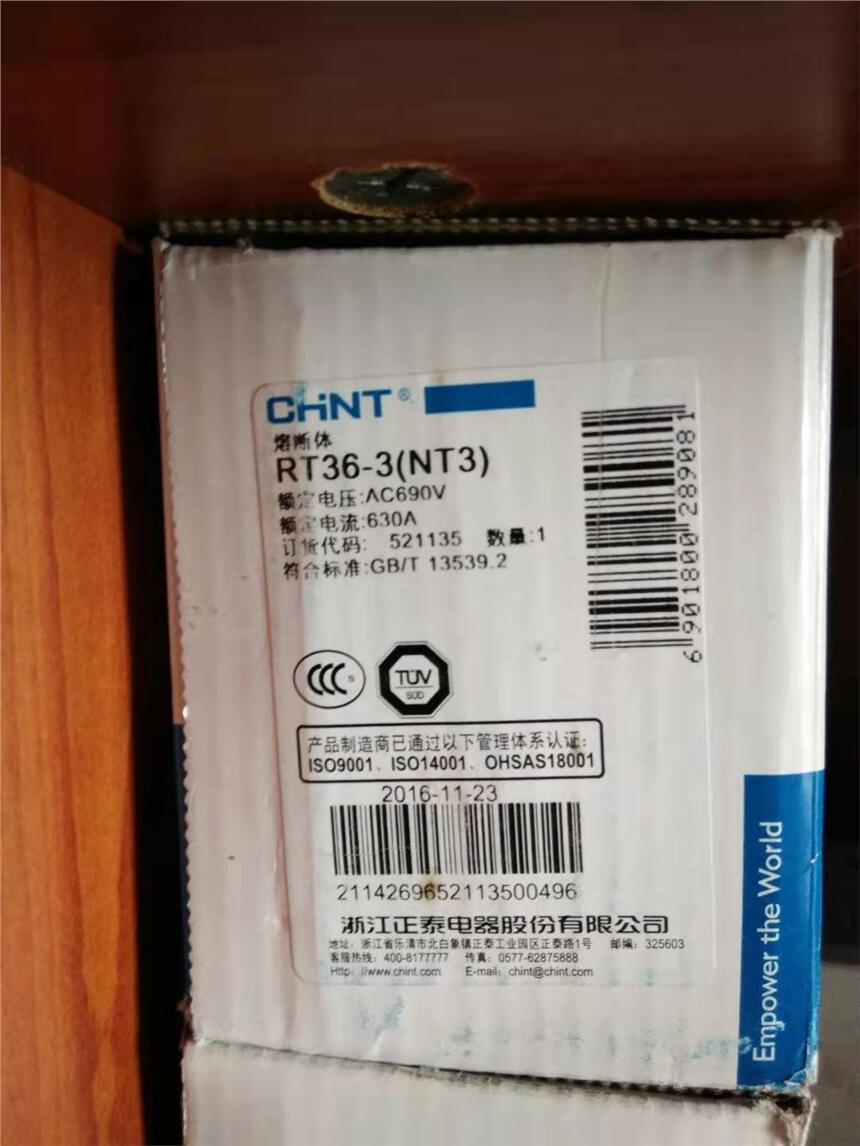 CHNT®
熔断体
RT36-3(NT3)
额定电压:AC690V
额定电流:630A
订货代码: 521135 数量:1
符合标准:GB/T 13539.2
6901800289081
CCC S
TÜV
SÜD
产品制造商已通过以下管理体系认证:
ISO9001、ISO14001、OHSAS18001
2016-11-23
2114269652113500496
浙江正泰电器股份有限公司
地址: 浙江省乐清市北白象镇正泰工业园区正泰路1号 邮编: 325603
客服热线: 400-8177777 传真: 0577-62875888
Http: //www.chint.com E-mail: chint@chint.com
Empower the World